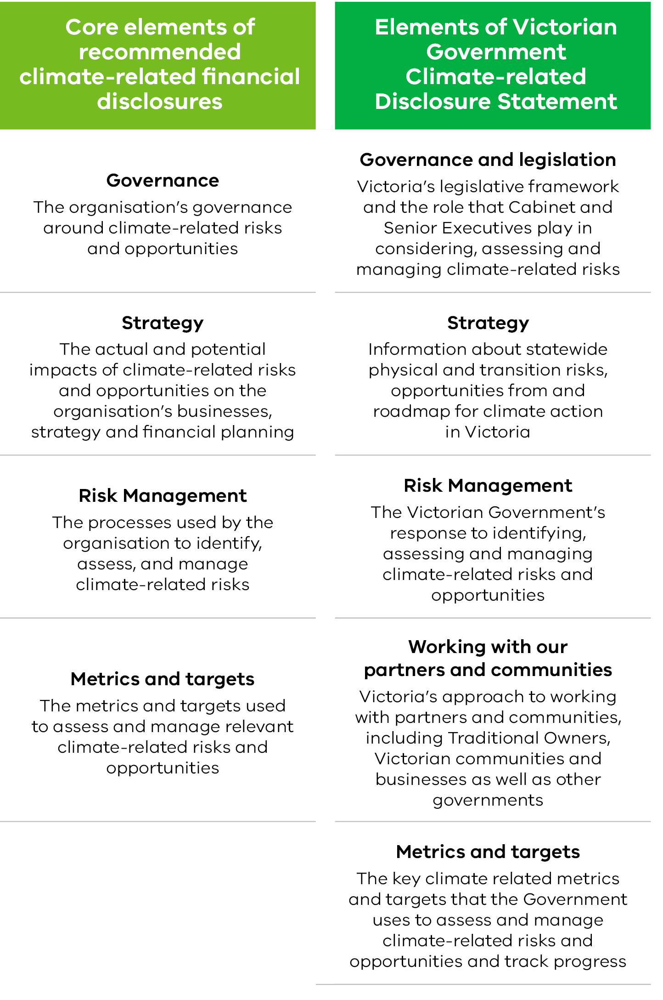 Core elements of
recommended
climate-related financial
disclosures
Elements of Victorian
Government
Climate-related
Disclosure Statement
Governance
The organisation’s governance
around climate-related risks
and opportunities
Governance and legislation
Victoria’s legislative framework
and the role that Cabinet and
Senior Executives play in
considering, assessing and
managing climate-related risks
Strategy
The actual and potential
impacts of climate-related risks
and opportunities on the
organisation’s businesses,
strategy and financial planning
Strategy
Information about statewide
physical and transition risks,
opportunities from and
roadmap for climate action
in Victoria
Risk Management
The processes used by the
organisation to identify,
assess, and manage
climate-related risks
Risk Management
The Victorian Government’s
response to identifying,
assessing and managing
climate-related risks and
opportunities
Metrics and targets
The metrics and targets used
to assess and manage relevant
climate-related risks and
opportunities
Working with our
partners and communities
Victoria’s approach to working
with partners and communities,
including Traditional Owners,
Victorian communities and
businesses as well as other
governments
Metrics and targets
The key climate related metrics
and targets that the Government
uses to assess and manage
climate-related risks and
opportunities and track progress